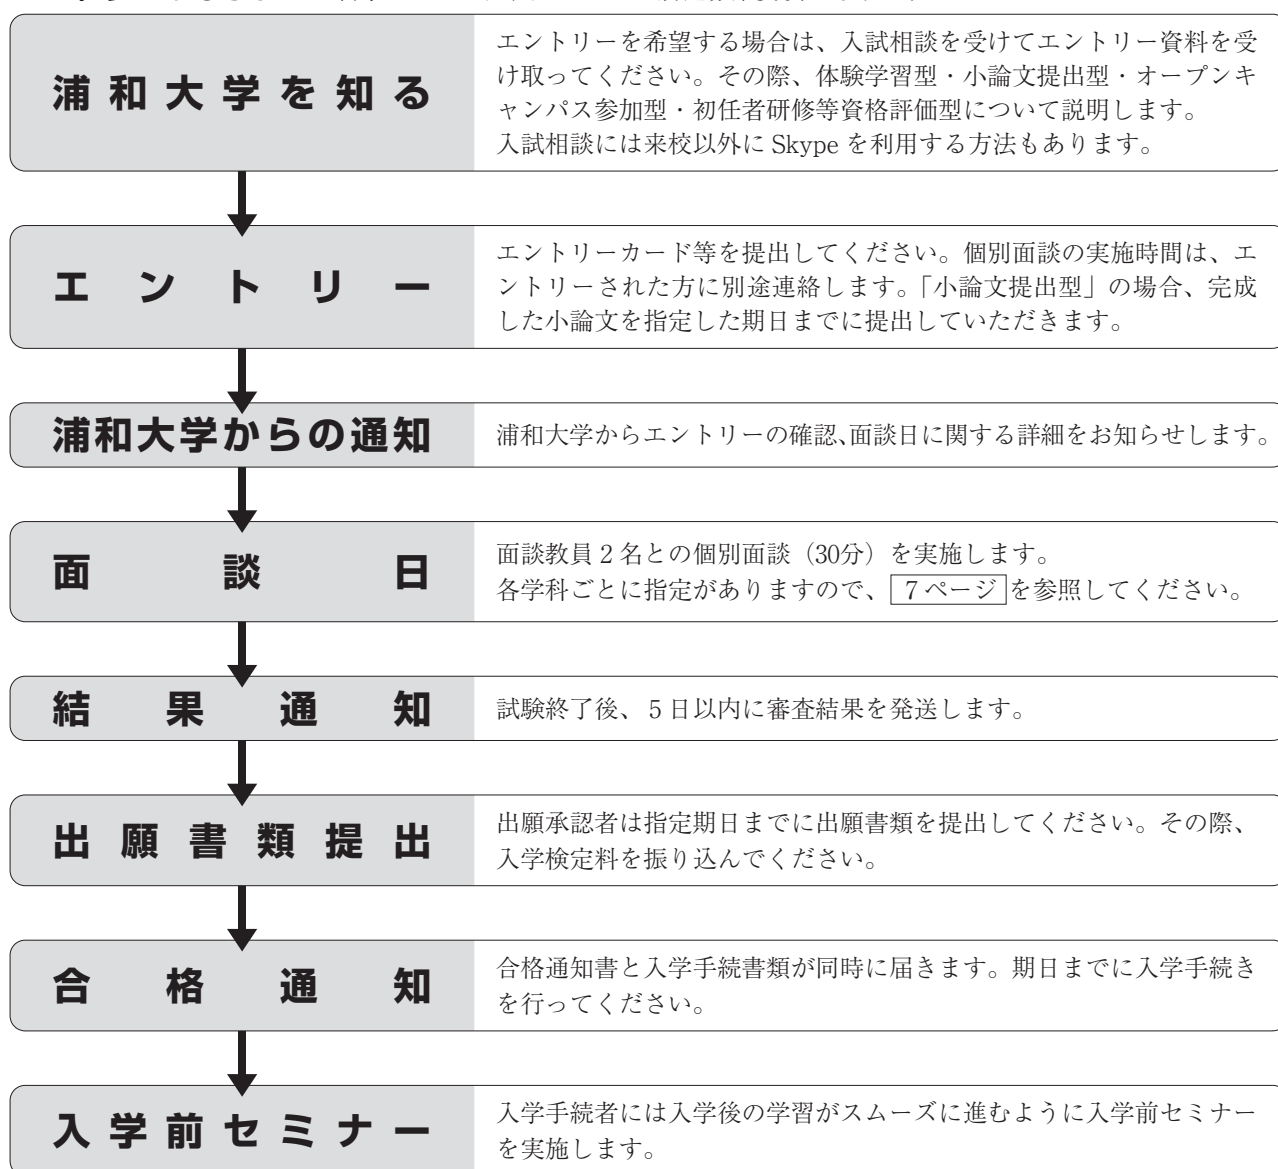 浦和大学を知る
エントリーを希望する場合は、入試相談を受けてエントリー資料を受
け取ってください。その際、体験学習型・小論文提出型・オープンキ
ャンパス参加型・初任者研修等資格評価型について説明します。
入試相談には来校以外に Skype を利用する方法もあります。
エントリー
エントリーカード等を提出してください。個別面談の実施時間は、エ
ントリーされた方に別途連絡します。「小論文提出型」の場合、完成
した小論文を指定した期日までに提出していただきます。
浦和大学からの通知
浦和大学からエントリーの確認、面談日に関する詳細をお知らせします。
面談日
面談教員２名との個別面談（30分）を実施します。
各学科ごとに指定がありますので、７ページを参照してください。
結果通知
試験終了後、５日以内に審査結果を発送します。
出願書類提出
出願承認者は指定期日までに出願書類を提出してください。その際、
入学検定料を振り込んでください。
合格通知
合格通知書と入学手続書類が同時に届きます。期日までに入学手続き
を行ってください。
入学前セミナー
入学手続者には入学後の学習がスムーズに進むように入学前セミナー
を実施します。